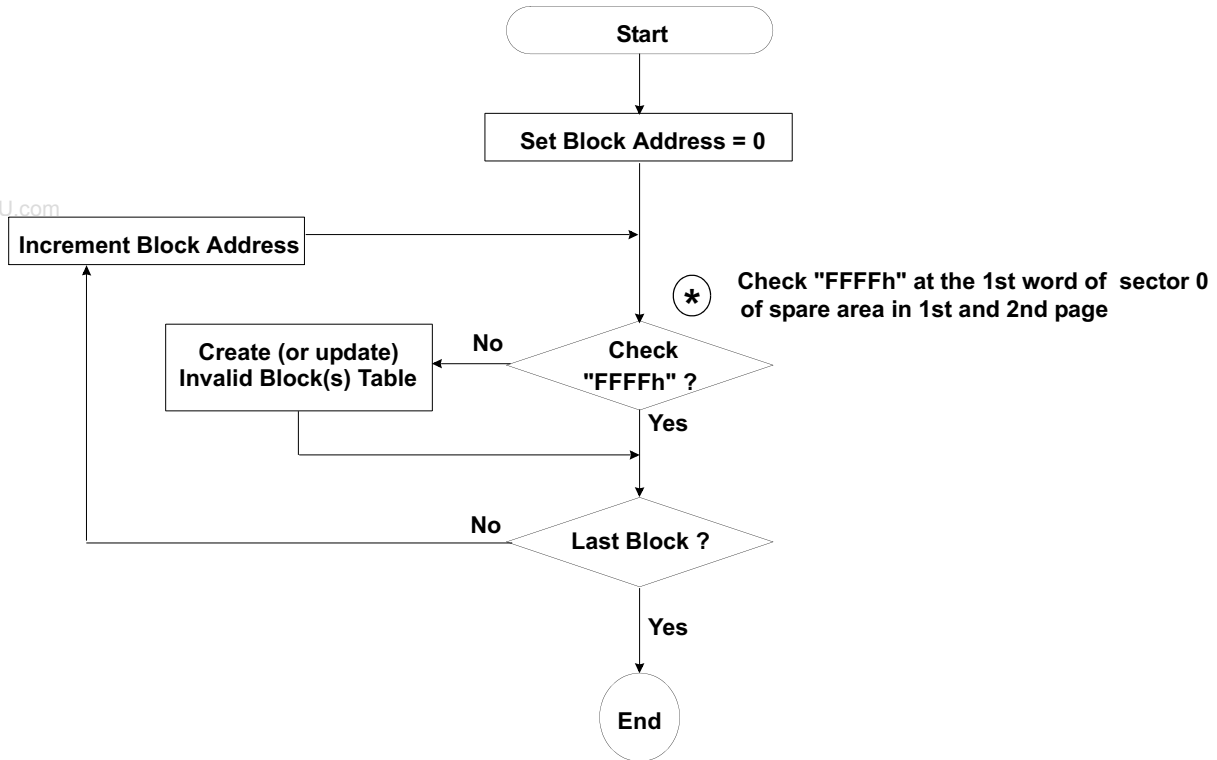 Start
Set Block Address = 0
U.com
Increment Block Address
*
Check "FFFFh" at the 1st word of sector 0
of spare area in 1st and 2nd page
No
Check
"FFFFh" ?
Create (or update)
Invalid Block(s) Table
Yes
No
Last Block ?
Yes
End